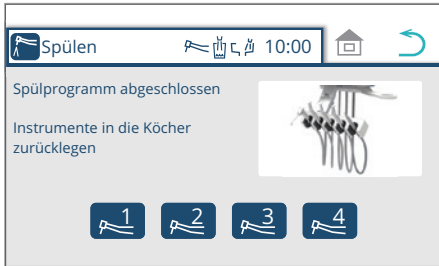 Spülen
10:00
Spülprogramm abgeschlossen
Instrumente in die Köcher
zurücklegen
1
2
3
4